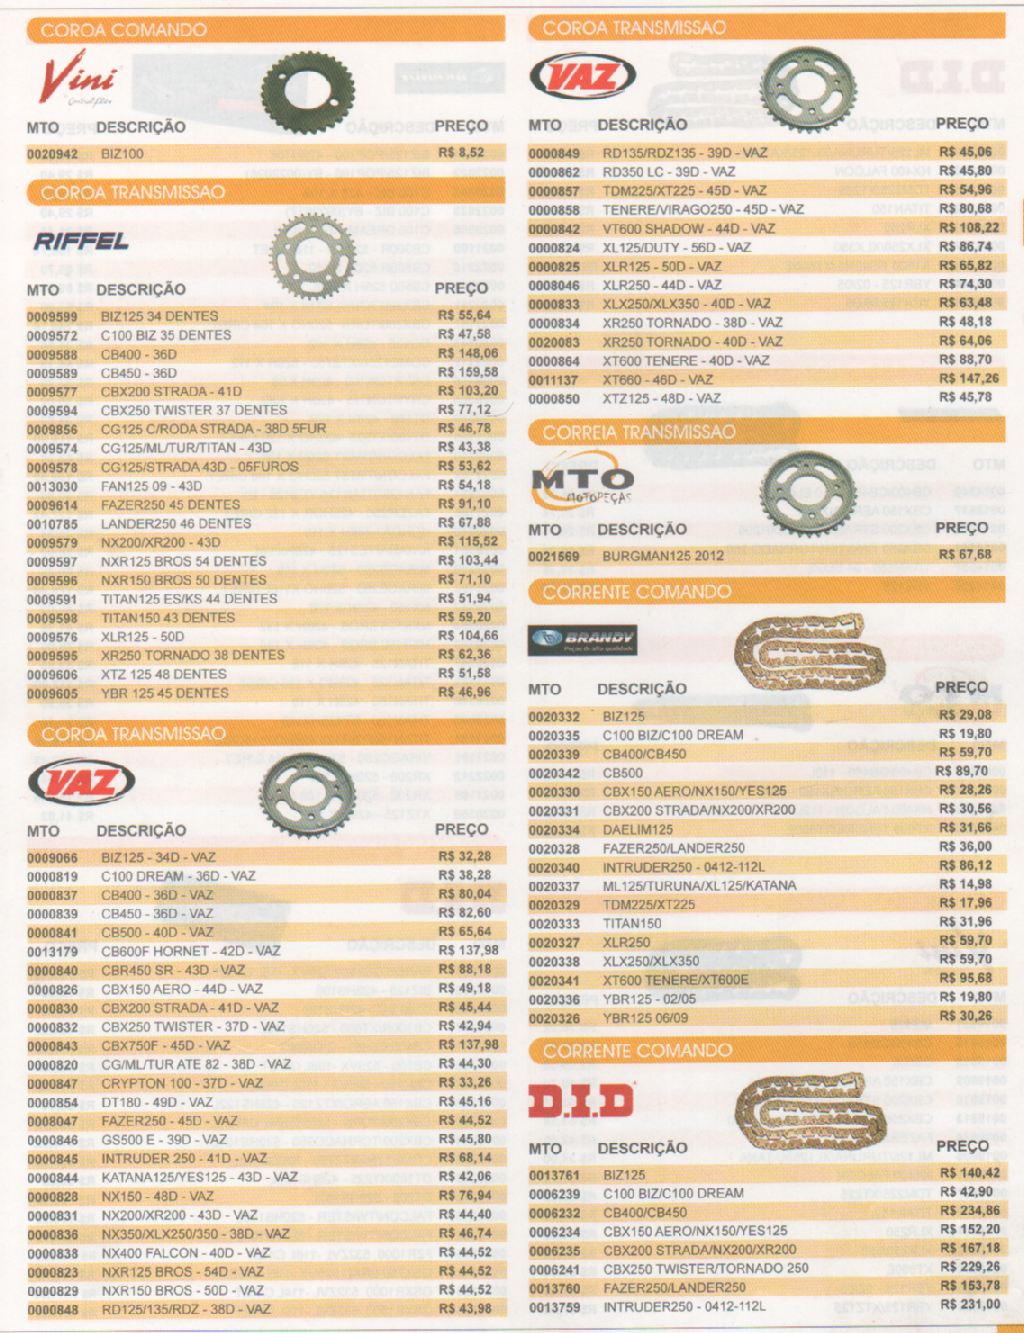 COROA COMANDO
Vini
MTO DESCRIÇÃO PREÇO
0020942 BIZ100 R$ 8,52
COROA TRANSMISSAO
RIFFEL
MTO DESCRIÇÃO PREÇO
0009599 BIZ125 34 DENTES R$ 55,64
0009572 C100 BIZ 35 DENTES R$ 47,58
0009588 CB400 - 36D R$ 148,06
0009589 CB450 - 36D R$ 159,58
0009577 CBX200 STRADA - 41D R$ 103,20
0009594 CBX250 TWISTER 37 DENTES R$ 77,12
0009856 CG125 C/RODA STRADA - 38D 5FUR R$ 46,78
0009574 CG125/ML/TUR/TITAN - 43D R$ 43,38
0009578 CG125/STRADA 43D - 05FUROS R$ 53,62
0013030 FAN125 09 - 43D R$ 54,18
0009614 FAZER250 45 DENTES R$ 91,10
0010785 LANDER250 46 DENTES R$ 67,88
0009579 NX200/XR200 - 43D R$ 115,52
0009597 NXR125 BROS 54 DENTES R$ 103,44
0009596 NXR150 BROS 50 DENTES R$ 71,10
0009591 TITAN125 ES/KS 44 DENTES R$ 51,94
0009598 TITAN150 43 DENTES R$ 59,20
0009576 XLR125 - 50D R$ 104,66
0009595 XR250 TORNADO 38 DENTES R$ 62,36
0009606 XTZ 125 48 DENTES R$ 51,58
0009605 YBR 125 45 DENTES R$ 46,96
COROA TRANSMISSAO
VAZ
MTO DESCRIÇÃO PREÇO
0009066 BIZ125 - 34D - VAZ R$ 32,28
0000819 C100 DREAM - 36D - VAZ R$ 38,28
0000837 CB400 - 36D - VAZ R$ 80,04
0000839 CB450 - 36D - VAZ R$ 82,60
0000841 CB500 - 40D - VAZ R$ 65,64
0013179 CB600F HORNET - 42D - VAZ R$ 137,98
0000840 CBR450 SR - 43D - VAZ R$ 88,18
0000826 CBX150 AERO - 44D - VAZ R$ 49,18
0000830 CBX200 STRADA - 41D - VAZ R$ 45,44
0000832 CBX250 TWISTER - 37D - VAZ R$ 42,94
0000843 CBX750F - 45D - VAZ R$ 137,98
0000820 CG/ML/TUR ATE 82 - 38D - VAZ R$ 44,30
0000847 CRYPTON 100 - 37D - VAZ R$ 33,26
0000854 DT180 - 49D - VAZ R$ 45,16
0008047 FAZER250 - 45D - VAZ R$ 44,52
0000846 GS500 E - 39D - VAZ R$ 45,80
0000845 INTRUDER 250 - 41D - VAZ R$ 68,14
0000844 KATANA125/YES125 - 43D - VAZ R$ 42,06
0000828 NX150 - 48D - VAZ R$ 76,94
0000831 NX200/XR200 - 43D - VAZ R$ 44,40
0000836 NX350/XLX250/350 - 38D - VAZ R$ 46,74
0000838 NX400 FALCON - 40D - VAZ R$ 44,52
0000823 NXR125 BROS - 54D - VAZ R$ 44,52
0000829 NXR150 BROS - 50D - VAZ R$ 44,52
0000848 RD125/135/RDZ - 38D - VAZ R$ 43,98
COROA TRANSMISSAO
VAZ
MTO DESCRIÇÃO PREÇO
0000849 RD135/RDZ135 - 39D - VAZ R$ 45,06
0000862 RD350 LC - 39D - VAZ R$ 45,80
0000857 TDM225/XT225 - 45D - VAZ R$ 54,96
0000858 TENERE/VIRAGO250 - 45D - VAZ R$ 80,68
0000842 VT600 SHADOW - 44D - VAZ R$ 108,22
0000824 XL125/DUTY - 56D - VAZ R$ 86,74
0000825 XLR125 - 50D - VAZ R$ 65,82
0008046 XLR250 - 44D - VAZ R$ 74,30
0000833 XLX250/XLX350 - 40D - VAZ R$ 63,48
0000834 XR250 TORNADO - 38D - VAZ R$ 48,18
0020083 XR250 TORNADO - 40D - VAZ R$ 64,06
0000864 XT600 TENERE - 40D - VAZ R$ 88,70
0011137 XT660 - 46D - VAZ R$ 147,26
0000850 XTZ125 - 48D - VAZ R$ 45,78
CORREIA TRANSMISSAO
MTO
MOTOPEÇAS
MTO DESCRIÇÃO PREÇO
0021569 BURGMAN125 2012 R$ 67,68
CORRENTE COMANDO
BRANDY
Peças de alta qualidade
MTO DESCRIÇÃO PREÇO
0020332 BIZ125 R$ 29,08
0020335 C100 BIZ/C100 DREAM R$ 19,80
0020339 CB400/CB450 R$ 59,70
0020342 CB500 R$ 89,70
0020330 CBX150 AERO/NX150/YES125 R$ 28,26
0020331 CBX200 STRADA/NX200/XR200 R$ 30,56
0020334 DAELIM125 R$ 31,66
0020328 FAZER250/LANDER250 R$ 36,00
0020340 INTRUDER250 - 0412-112L R$ 86,12
0020337 ML125/TURUNA/XL125/KATANA R$ 14,98
0020329 TDM225/XT225 R$ 17,96
0020333 TITAN150 R$ 31,96
0020327 XLR250 R$ 59,70
0020338 XLX250/XLX350 R$ 59,70
0020341 XT600 TENERE/XT600E R$ 95,68
0020336 YBR125 - 02/05 R$ 19,80
0020326 YBR125 06/09 R$ 30,26
CORRENTE COMANDO
D.I.D
MTO DESCRIÇÃO PREÇO
0013761 BIZ125 R$ 140,42
0006239 C100 BIZ/C100 DREAM R$ 42,90
0006232 CB400/CB450 R$ 234,86
0006234 CBX150 AERO/NX150/YES125 R$ 152,20
0006235 CBX200 STRADA/NX200/XR200 R$ 167,18
0006241 CBX250 TWISTER/TORNADO 250 R$ 229,26
0013760 FAZER250/LANDER250 R$ 153,78
0013759 INTRUDER250 - 0412-112L R$ 231,00